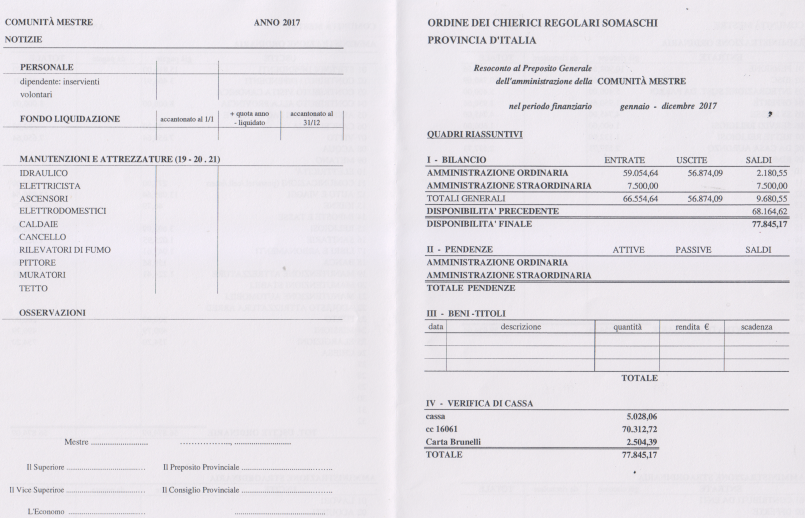 COMUNITÀ MESTRE ANNO 2017
NOTIZIE
PERSONALE
dipendente: inservienti
volontari
FONDO LIQUIDAZIONE accantonato al 1/1 + quota anno - liquidato accantonato al 31/12
MANUTENZIONI E ATTREZZATURE (19 - 20 . 21)
IDRAULICO
ELETTRICISTA
ASCENSORI
ELETTRODOMESTICI
CALDAIE
CANCELLO
RILEVATORI DI FUMO
PITTORE
MURATORI
TETTO
OSSERVAZIONI
Mestre .......................... .................., ..........................
Il Superiore .................................... Il Preposito Provinciale ........................................
Il Vice Superiroe .................................... Il Consiglio Provinciale ........................................
L'Economo .................................... ........................................
ORDINE DEI CHIERICI REGOLARI SOMASCHI
PROVINCIA D'ITALIA
Resoconto al Preposito Generale
dell'amministrazione della COMUNITÀ MESTRE
nel periodo finanziario gennaio - dicembre 2017
QUADRI RIASSUNTIVI
I - BILANCIO ENTRATE USCITE SALDI
AMMINISTRAZIONE ORDINARIA 59.054,64 56.874,09 2.180,55
AMMINISTRAZIONE STRAORDINARIA 7.500,00 7.500,00
TOTALI GENERALI 66.554,64 56.874,09 9.680,55
DISPONIBILITA' PRECEDENTE 68.164,62
DISPONIBILITA' FINALE 77.845,17
II - PENDENZE ATTIVE PASSIVE SALDI
AMMINISTRAZIONE ORDINARIA
AMMINISTRAZIONE STRAORDINARIA
TOTALE PENDENZE
III - BENI -TITOLI
data descrizione quantità rendita € scadenza
TOTALE
IV - VERIFICA DI CASSA
cassa 5.028,06
cc 16061 70.312,72
Carta Brunelli 2.504,39
TOTALE 77.845,17